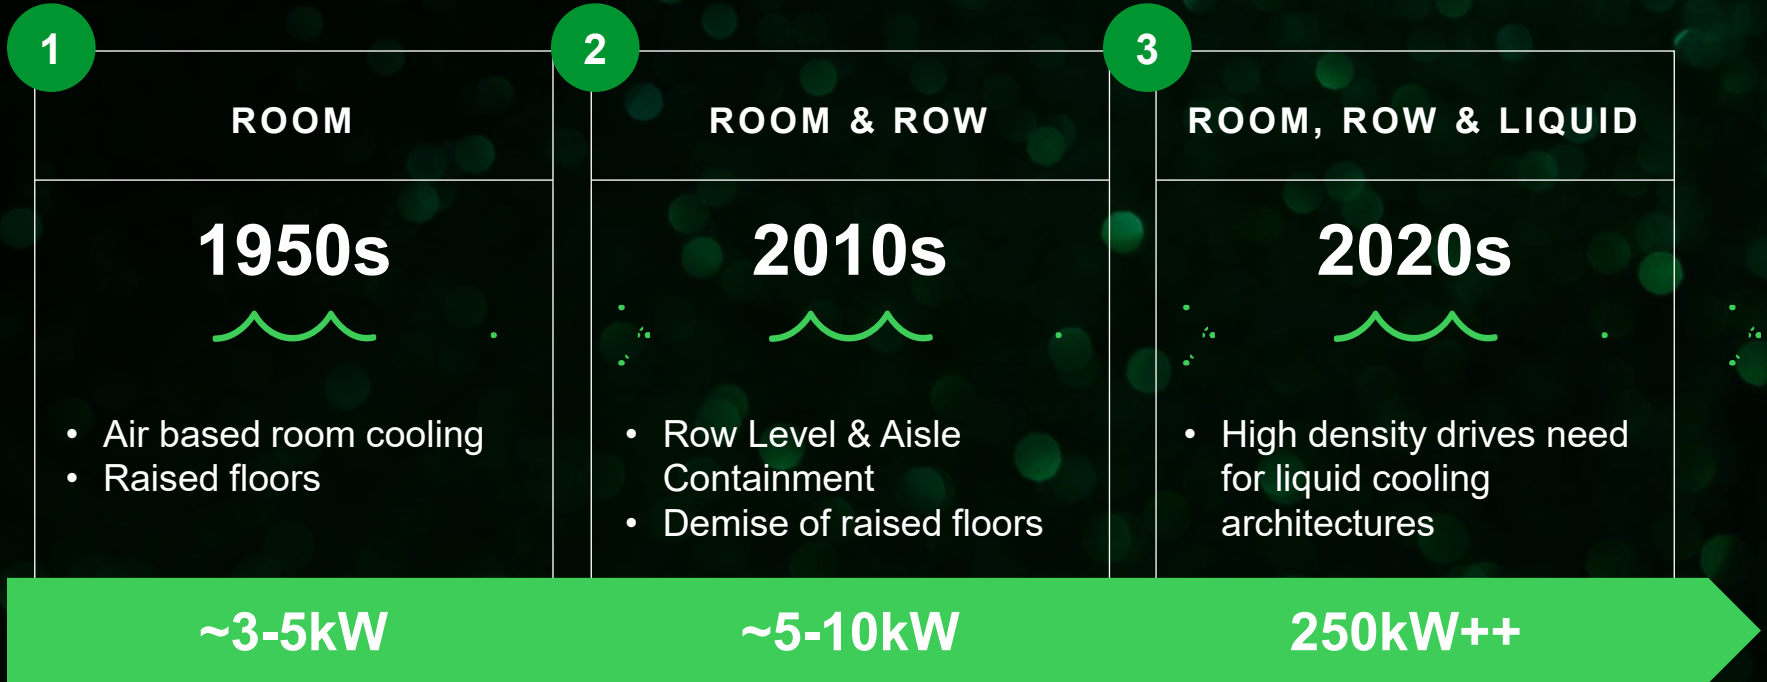 1
ROOM
1950s
• Air based room cooling
• Raised floors
~3-5kW
2
ROOM & ROW
2010s
• Row Level & Aisle
Containment
• Demise of raised floors
~5-10kW
3
ROOM, ROW & LIQUID
2020s
• High density drives need
for liquid cooling
architectures
250kW++